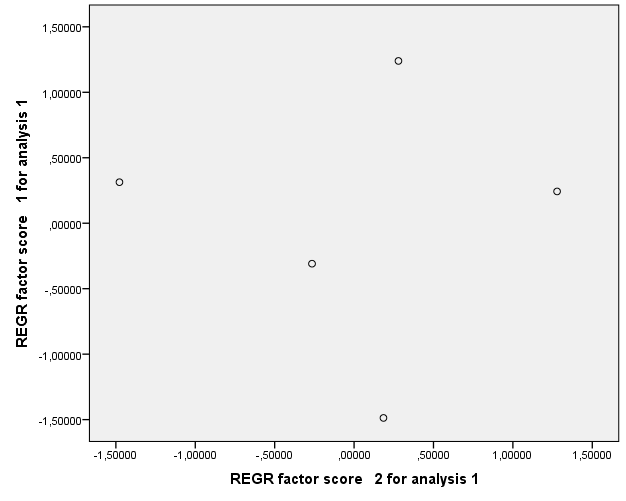 1,50000
1,00000
,50000
,00000
-,50000
-1,00000
-1,50000
REGR factor score 1 for analysis 1
-1,50000 -1,00000 -,50000 ,00000 ,50000 1,00000 1,50000
REGR factor score 2 for analysis 1